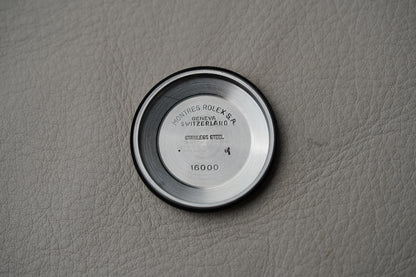 MONTRES ROLEX S.A.
GENEVA
SWITZERLAND
STAINLESS STEEL
16000